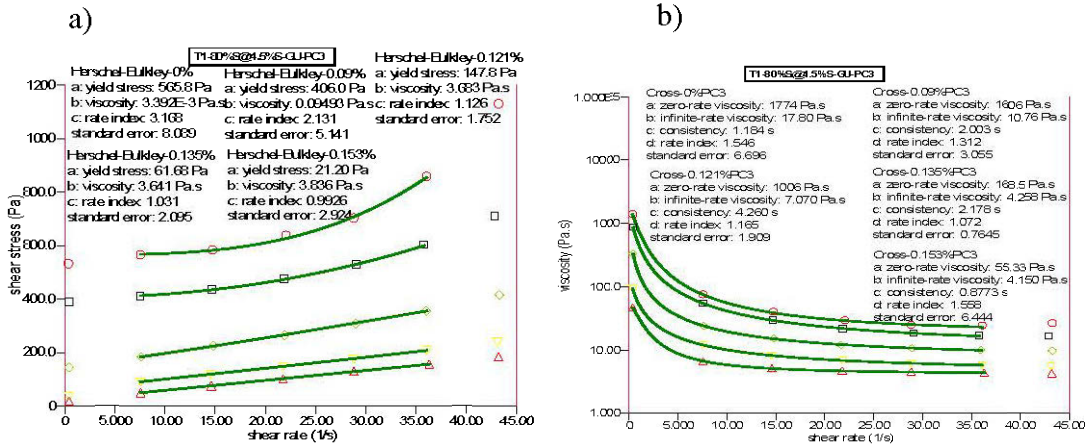 a)
T1-80%S@4.5%S-GU-PC3
Herschel-Bulkley-0%
a: yield stress: 565.8 Pa
b: viscosity: 3.392E-3 Pa.s
c: rate index: 3.168
standard error: 8.089
Herschel-Bulkley-0.09%
a: yield stress: 406.0 Pa
b: viscosity: 0.09493 Pa.s
c: rate index: 2.131
standard error: 5.141
Herschel-Bulkley-0.121%
a: yield stress: 147.8 Pa
b: viscosity: 3.683 Pa.s
c: rate index: 1.126
standard error: 1.752
Herschel-Bulkley-0.135%
a: yield stress: 61.68 Pa
b: viscosity: 3.641 Pa.s
c: rate index: 1.031
standard error: 2.095
Herschel-Bulkley-0.153%
a: yield stress: 21.20 Pa
b: viscosity: 3.836 Pa.s
c: rate index: 0.9926
standard error: 2.924
shear stress (Pa)
1200
1000
800.0
600.0
400.0
200.0
0
0
5.000
10.00
15.00
20.00
25.00
30.00
35.00
40.00
45.00
shear rate (1/s)
b)
T1-80%S@4.5%S-GU-PC3
Cross-0%PC3
a: zero-rate viscosity: 1774 Pa.s
b: infinite-rate viscosity: 17.80 Pa.s
c: consistency: 1.184 s
d: rate index: 1.546
standard error: 6.696
Cross-0.09%PC3
a: zero-rate viscosity: 1606 Pa.s
b: infinite-rate viscosity: 10.76 Pa.s
c: consistency: 2.003 s
d: rate index: 1.312
standard error: 3.055
Cross-0.121%PC3
a: zero-rate viscosity: 1006 Pa.s
b: infinite-rate viscosity: 7.070 Pa.s
c: consistency: 4.260 s
d: rate index: 1.165
standard error: 1.909
Cross-0.135%PC3
a: zero-rate viscosity: 168.5 Pa.s
b: infinite-rate viscosity: 4.258 Pa.s
c: consistency: 2.178 s
d: rate index: 1.072
standard error: 0.7645
Cross-0.153%PC3
a: zero-rate viscosity: 55.33 Pa.s
b: infinite-rate viscosity: 4.150 Pa.s
c: consistency: 0.8773 s
d: rate index: 1.558
standard error: 6.444
viscosity (Pa.s)
1.000E5
10.00
1000
100.0
10.00
1.000
0
5.000
10.00
15.00
20.00
25.00
30.00
35.00
40.00
45.00
shear rate (1/s)